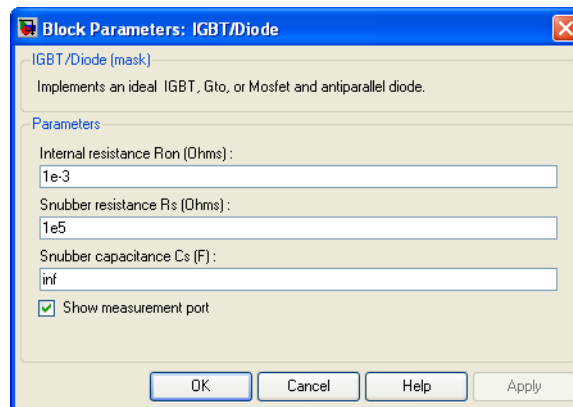 Block Parameters: IGBT/Diode
IGBT/Diode (mask)
Implements an ideal IGBT, Gto, or Mosfet and antiparallel diode.
Parameters
Internal resistance Ron (Ohms) :
1e-3
Snubber resistance Rs (Ohms) :
1e5
Snubber capacitance Cs (F) :
inf
Show measurement port
OK Cancel Help Apply